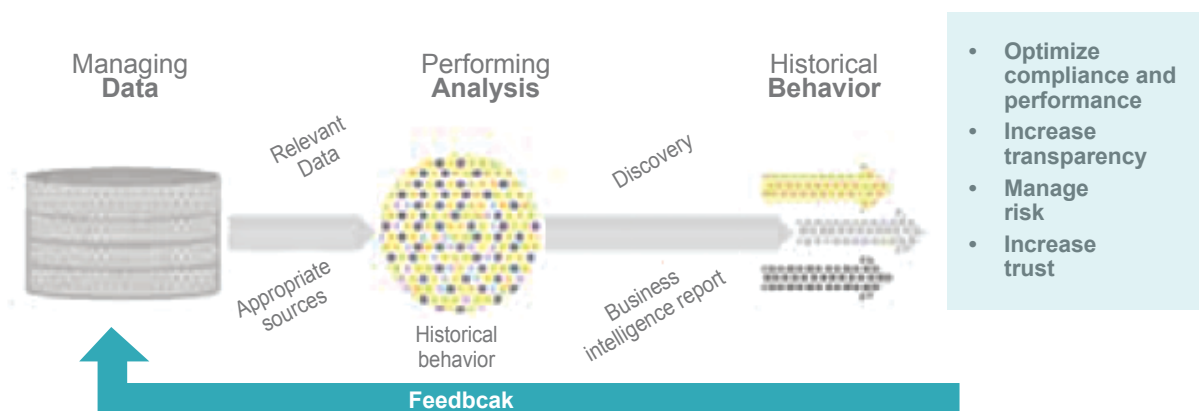 Managing
Data
Performing
Analysis
Historical
Behavior
Relevant
Data
Appropriate
sources
Historical
behavior
Discovery
Business
intelligence report
• Optimize
compliance and
performance
• Increase
transparency
• Manage
risk
• Increase
trust
Feedbcak